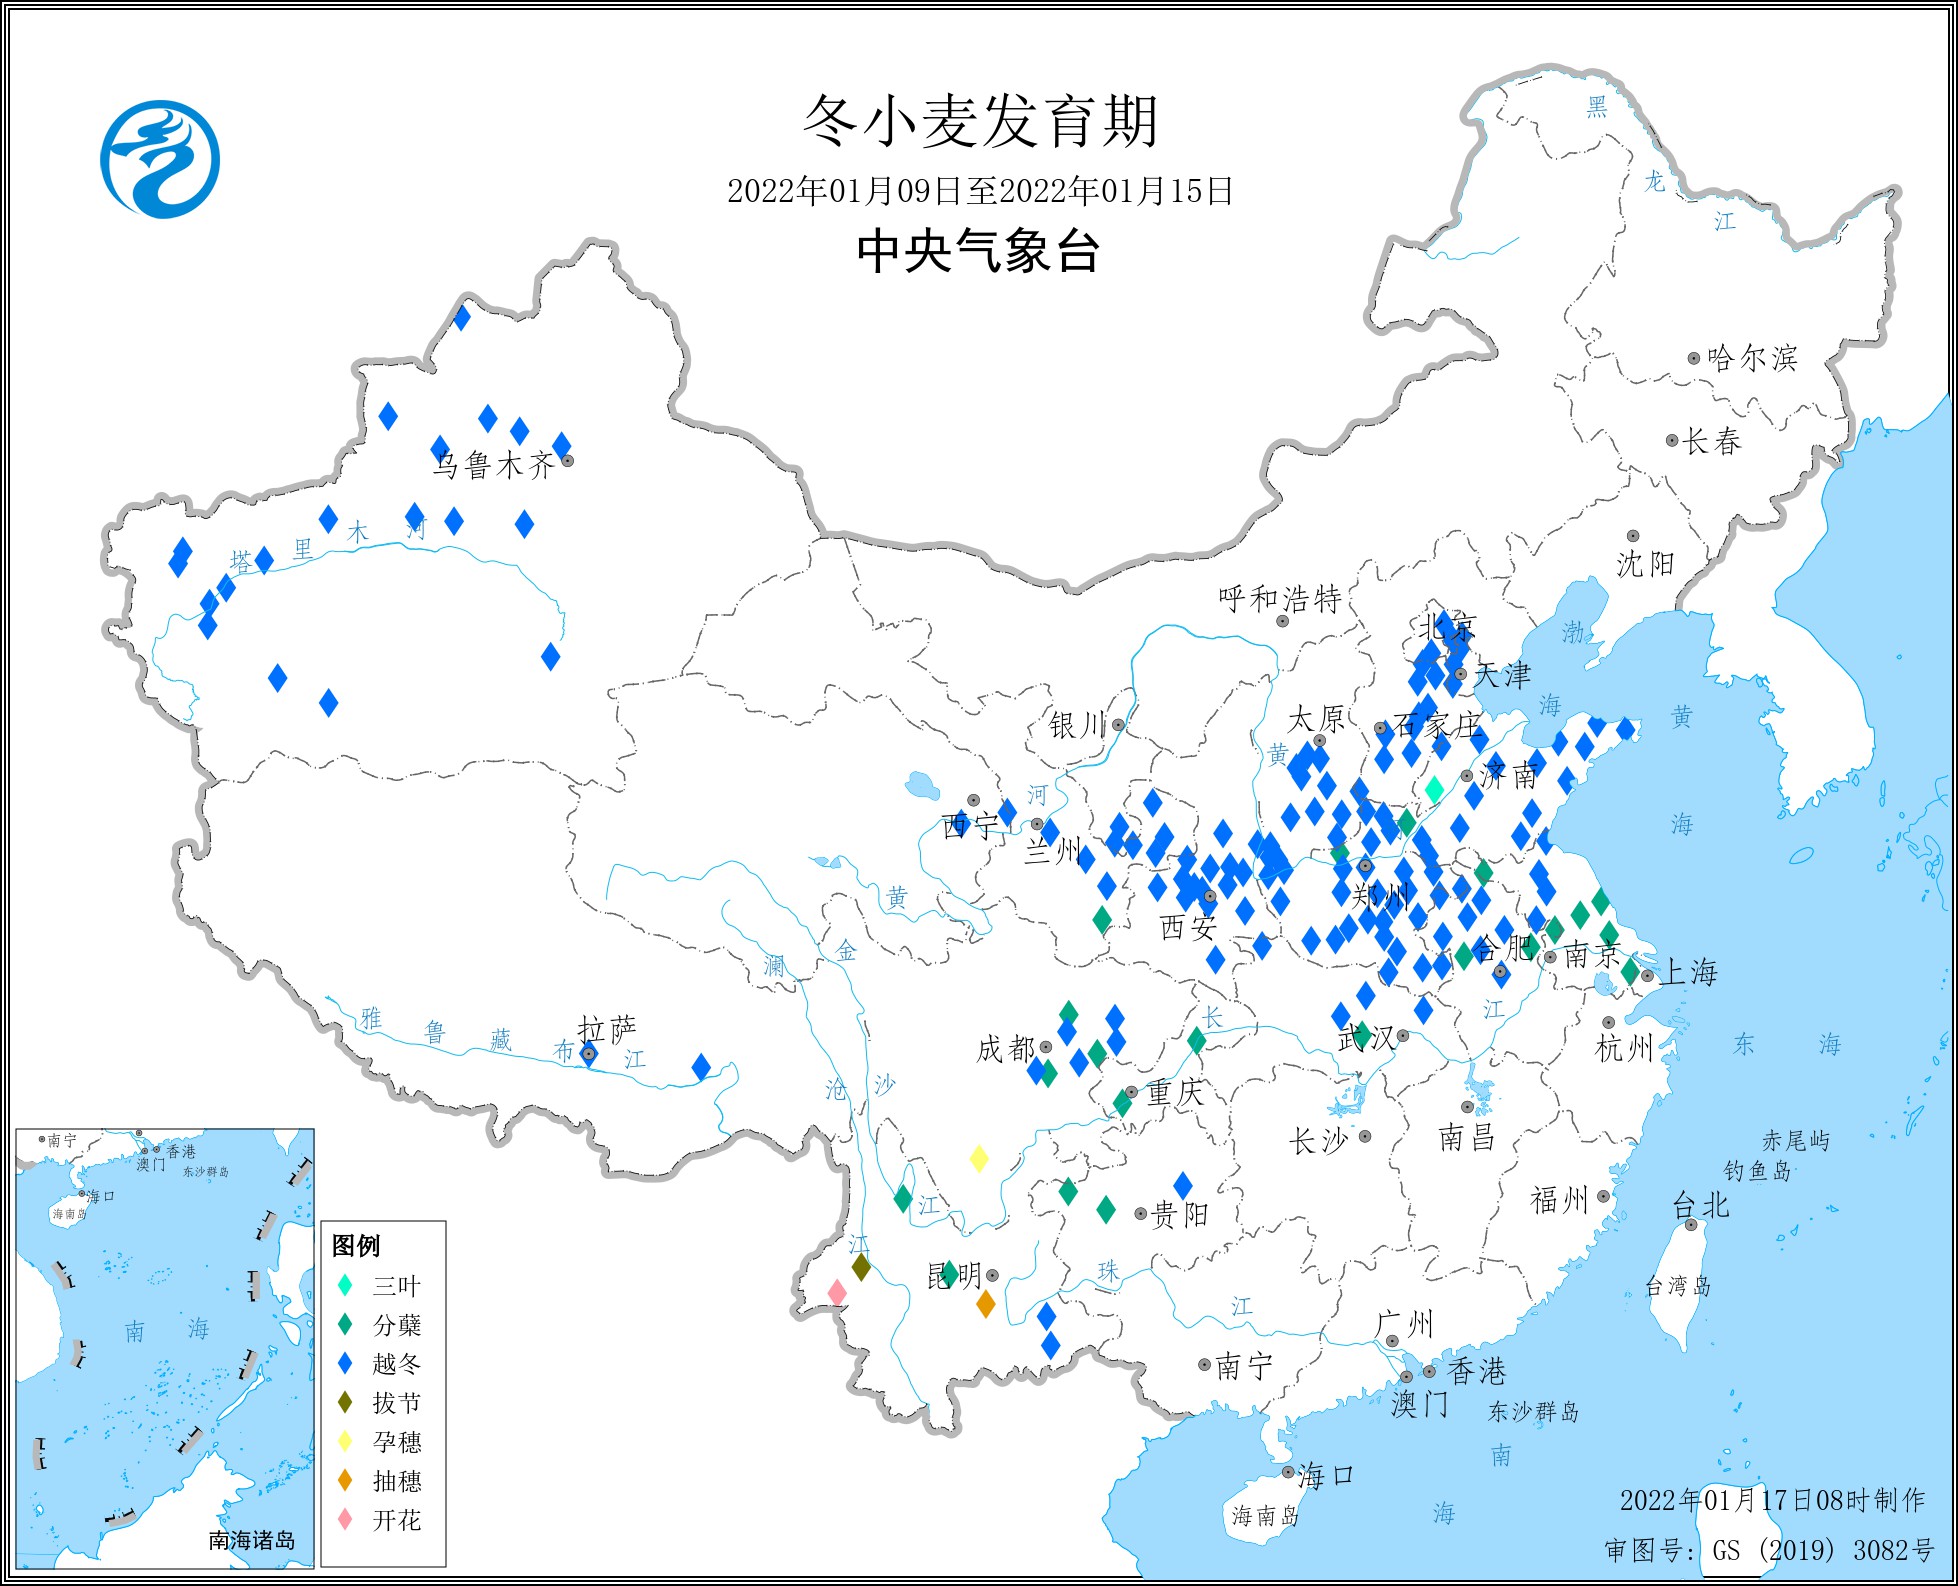 冬小麦发育期
2022年01月09日至2022年01月15日
中央气象台
黑
龙
江
哈尔滨
长春
沈阳
乌鲁木齐
塔
里
木
河
呼和浩特
北京
天津
渤
海
黄
海
银川
太原
石家庄
济南
黄
河
西宁
兰州
黄
西安
郑州
合肥
南京
上海
金
澜
雅
鲁
藏
布
江
拉萨
成都
长
武汉
江
杭州
东
海
沧
沙
重庆
长沙
南昌
赤尾屿
钓鱼岛
江
贵阳
福州
台北
江
昆明
珠
江
台湾岛
广州
南宁
香港
澳门
东沙群岛
南
海
海口
海南岛
南宁
香港
澳门
东沙群岛
海口
海南岛
南
海
南海诸岛
图例
三叶
分蘖
越冬
拔节
孕穗
抽穗
开花
2022年01月17日08时制作
审图号: GS (2019) 3082号